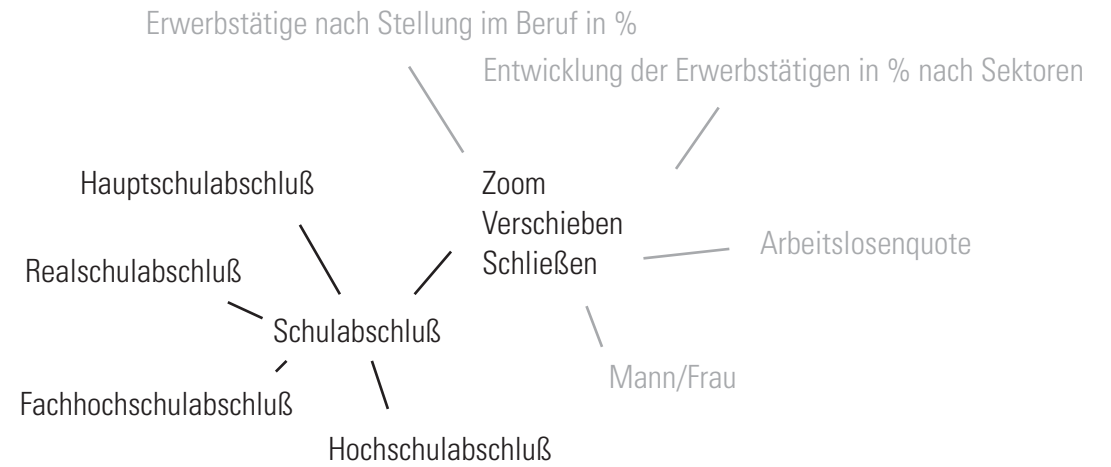 Erwerbstätige nach Stellung im Beruf in %
Entwicklung der Erwerbstätigen in % nach Sektoren
Hauptschulabschluß
Zoom
Verschieben
Schließen
Arbeitslosenquote
Realschulabschluß
Schulabschluß
Mann/Frau
Fachhochschulabschluß
Hochschulabschluß